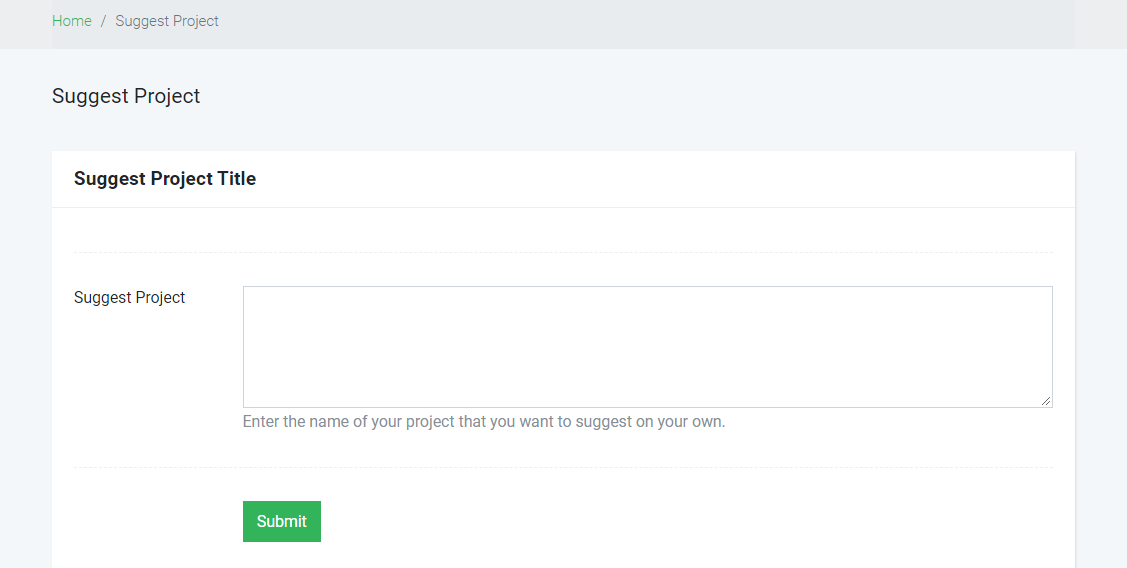 Home / Suggest Project
Suggest Project
Suggest Project Title
Suggest Project
Enter the name of your project that you want to suggest on your own.
Submit